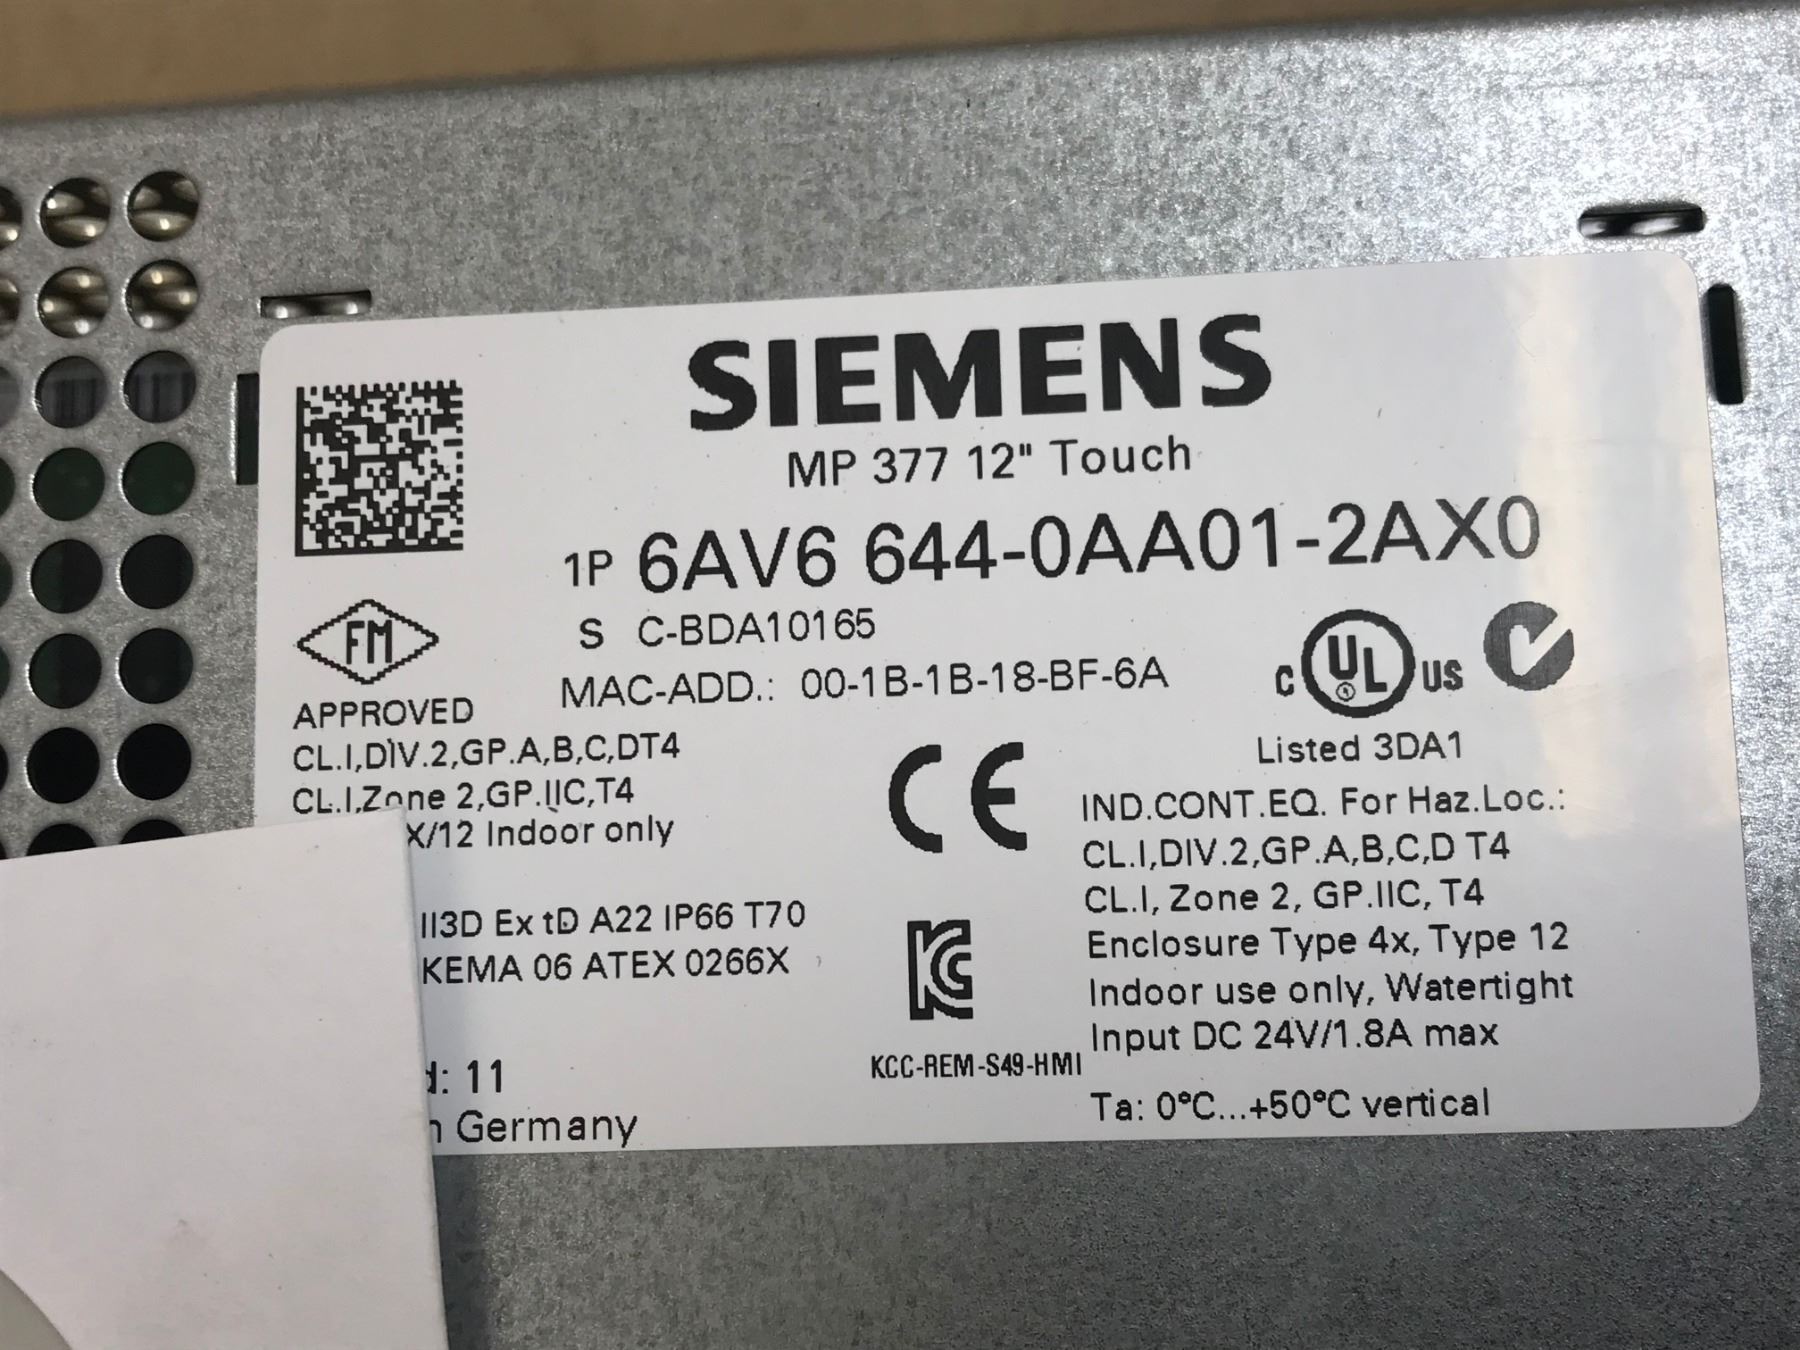 SIEMENS
MP 377 12" Touch
1P 6AV6 644-0AA01-2AX0
S C-BDA10165
MAC-ADD.: 00-1B-1B-18-BF-6A
FM
APPROVED
CL.I,DIV.2,GP.A,B,C,DT4
CL.I,Zone 2,GP.IIC,T4
X/12 Indoor only
II3D Ex tD A22 IP66 T70
KEMA 06 ATEX 0266X
: 11
Germany
CE
KCC-REM-S49-HMI
C UL US
Listed 3DA1
IND.CONT.EQ. For Haz.Loc.:
CL.I,DIV.2,GP.A,B,C,D T4
CL.I, Zone 2, GP.IIC, T4
Enclosure Type 4x, Type 12
Indoor use only, Watertight
Input DC 24V/1.8A max
Ta: 0°C...+50°C vertical